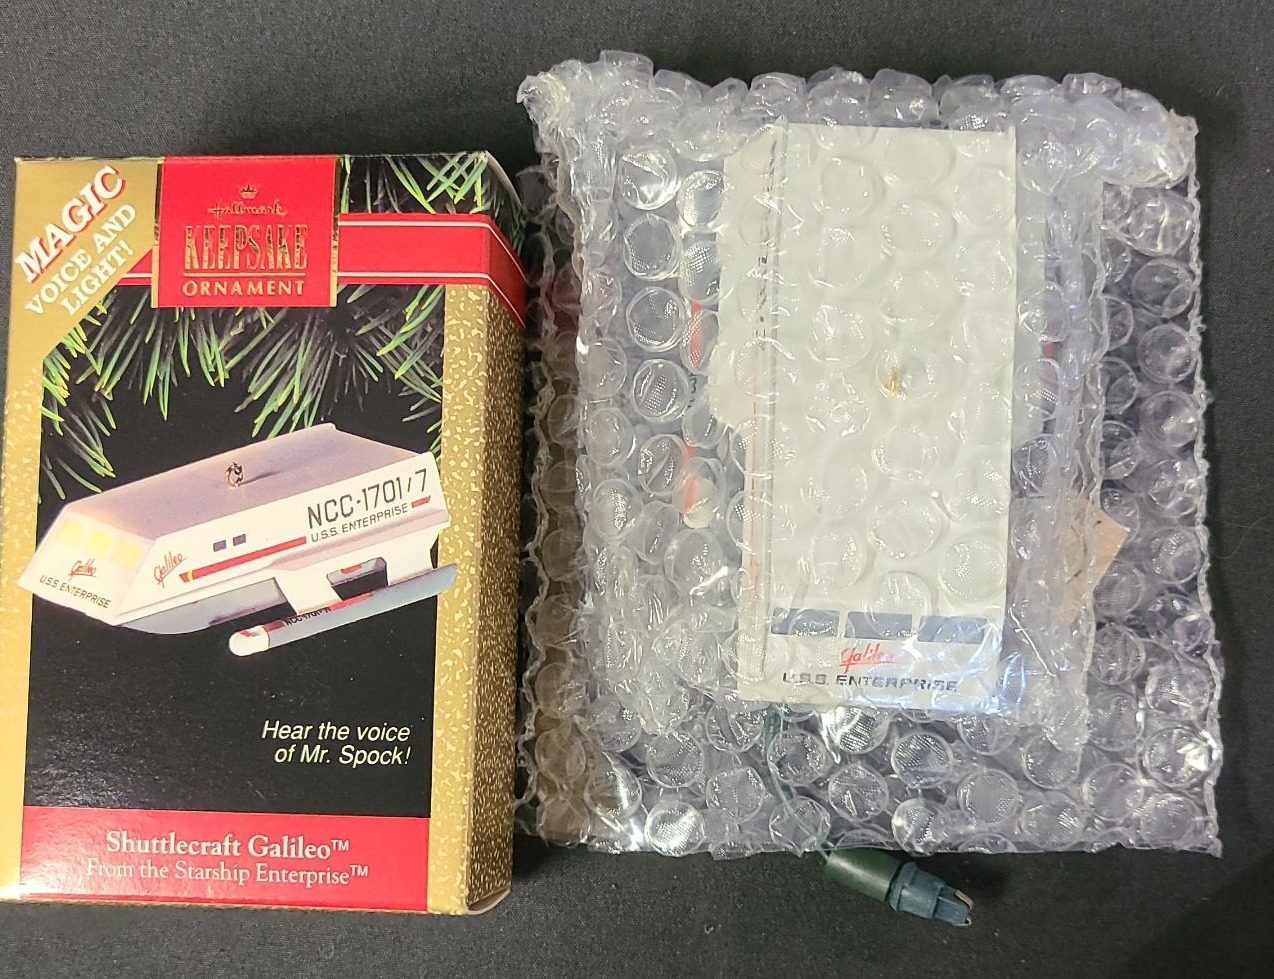 MAGIC
VOICE AND
LIGHT!
Hallmark
KEEPSAKE
ORNAMENT
NCC-1701/7
U.S.S. ENTERPRISE
Galileo
Galileo
U.S.S. ENTERPRISE
Hear the voice
of Mr. Spock!
Shuttlecraft Galileo™
From the Starship Enterprise™
Galileo
U.S.S. ENTERPRISE